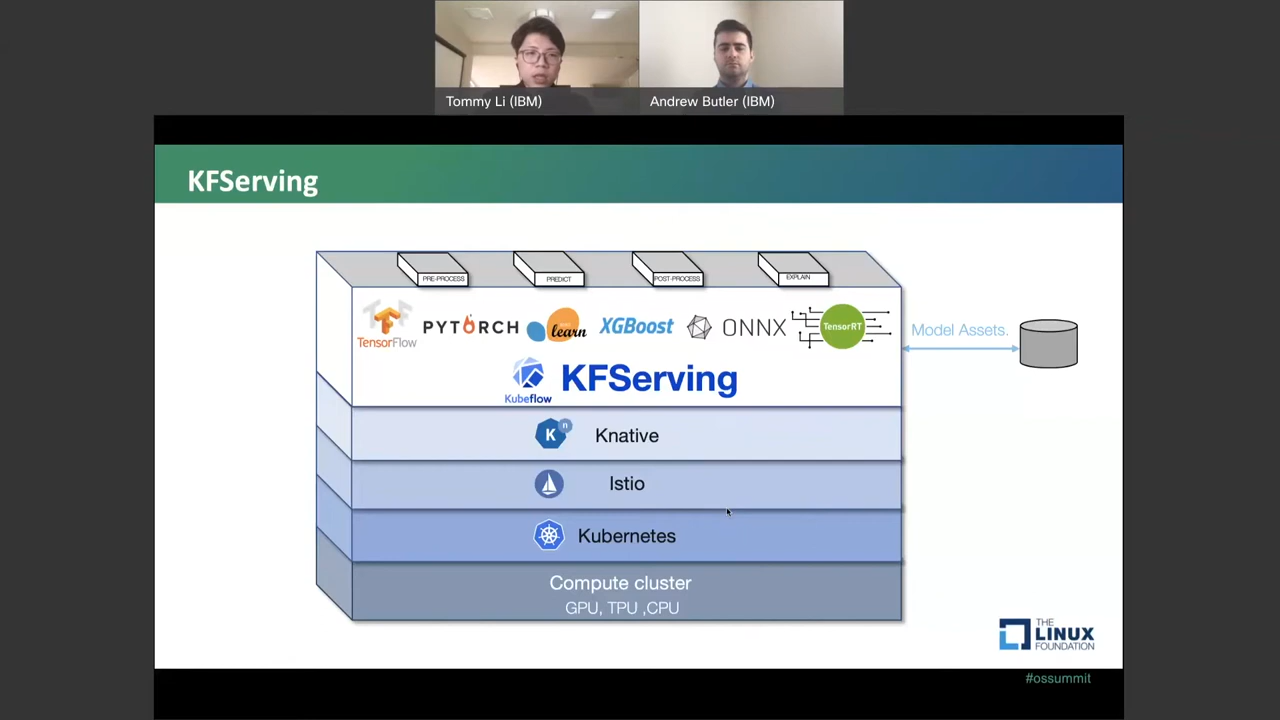 Tommy Li (IBM)
Andrew Butler (IBM)
KFServing
PRE-PROCESS
PREDICT
POST-PROCESS
EXPLAIN
TensorFlow
PYTORCH
learn
XGBoost
ONNX
TensorRT
Model Assets.
Kubeflow
KFServing
K
n
Knative
Istio
Kubernetes
Compute cluster
GPU, TPU ,CPU
THE
LINUX
FOUNDATION
#ossummit